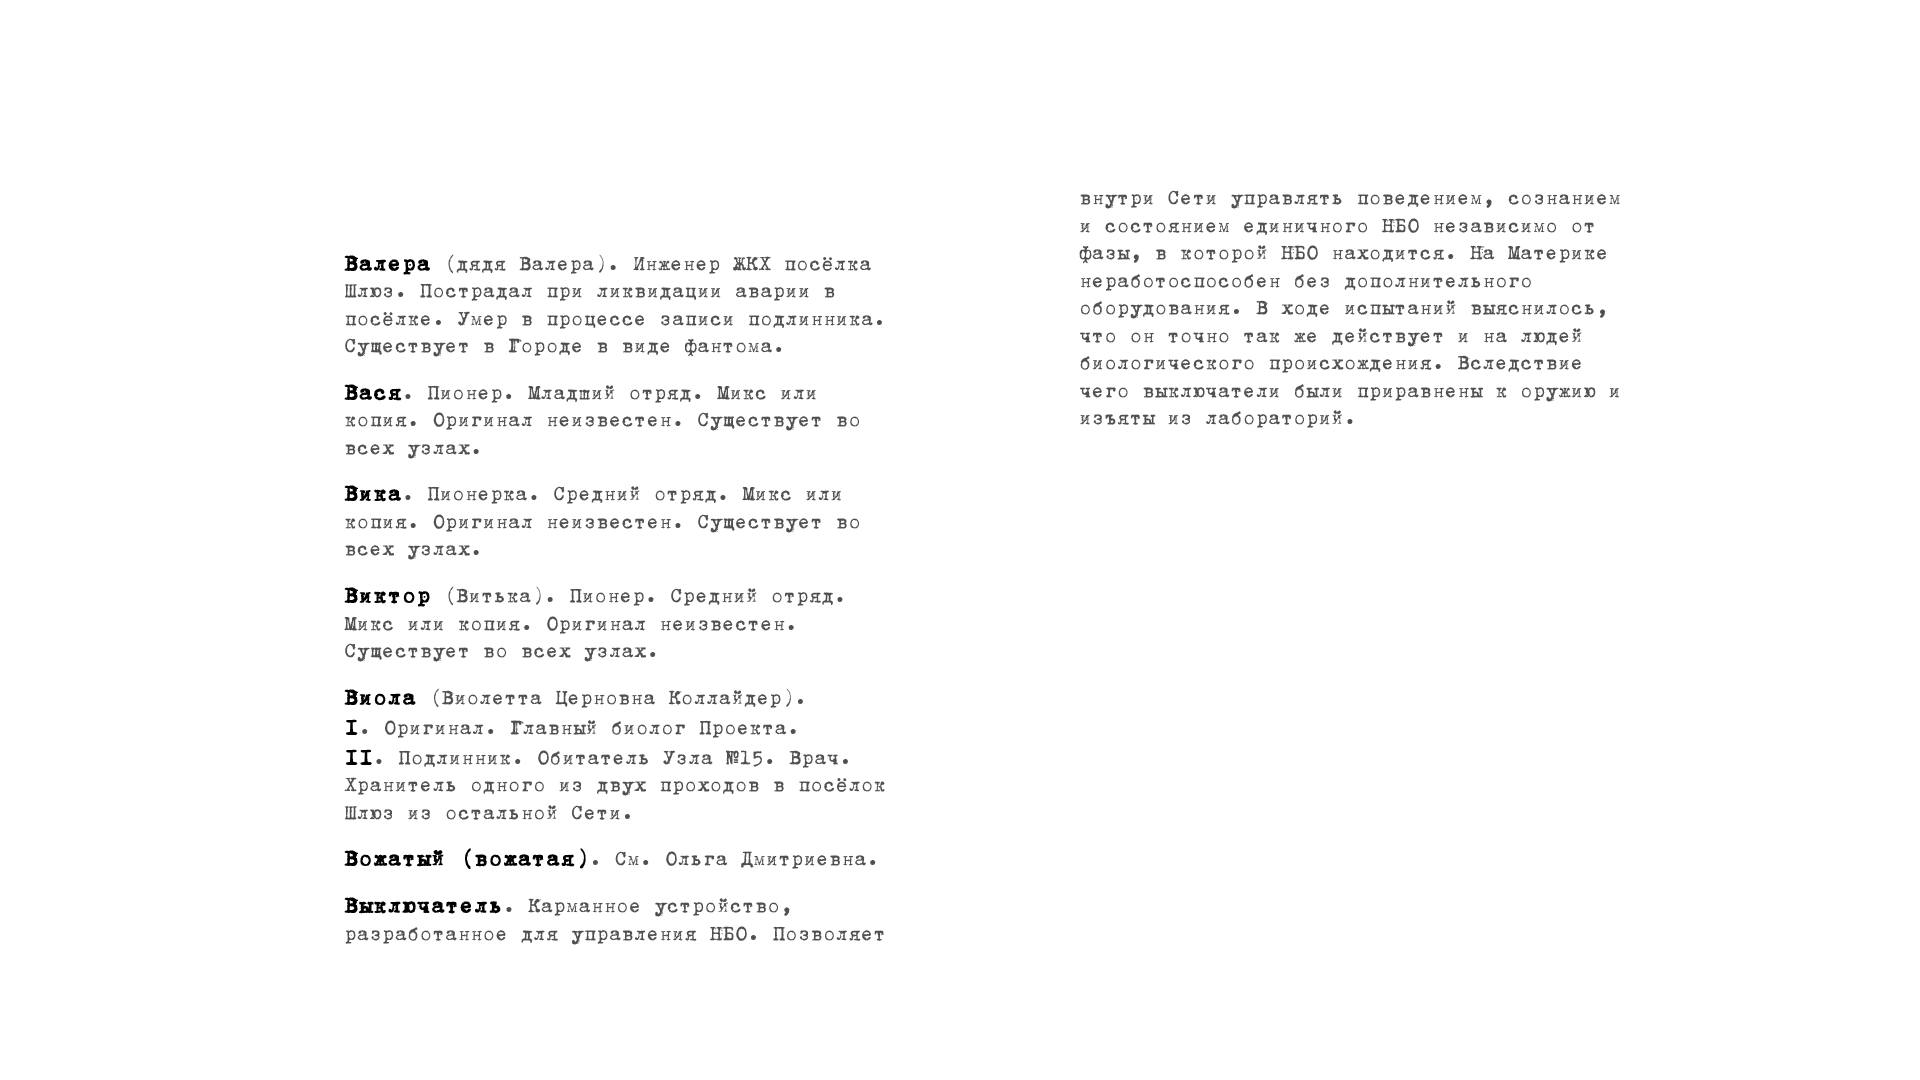 Валера (дядя Валера). Инженер ЖКХ посёлка
Шлюз. Пострадал при ликвидации аварии в
посёлке. Умер в процессе записи подлинника.
Существует в Городе в виде фантома.
Вася. Пионер. Младший отряд. Микс или
копия. Оригинал неизвестен. Существует во
всех узлах.
Вика. Пионерка. Средний отряд. Микс или
копия. Оригинал неизвестен. Существует во
всех узлах.
Виктор (Витька). Пионер. Средний отряд.
Микс или копия. Оригинал неизвестен.
Существует во всех узлах.
Виола (Виолетта Церновна Коллайдер).
I. Оригинал. Главный биолог Проекта.
II. Подлинник. Обитатель Узла №15. Врач.
Хранитель одного из двух проходов в посёлок
Шлюз из остальной Сети.
Вожатый (вожатая). См. Ольга Дмитриевна.
Выключатель. Карманное устройство,
разработанное для управления НБО. Позволяет
внутри Сети управлять поведением, сознанием
и состоянием единичного НБО независимо от
фазы, в которой НБО находится. На Материке
неработоспособен без дополнительного
оборудования. В ходе испытаний выяснилось,
что он точно так же действует и на людей
биологического происхождения. Вследствие
чего выключатели были приравнены к оружию и
изъяты из лабораторий.